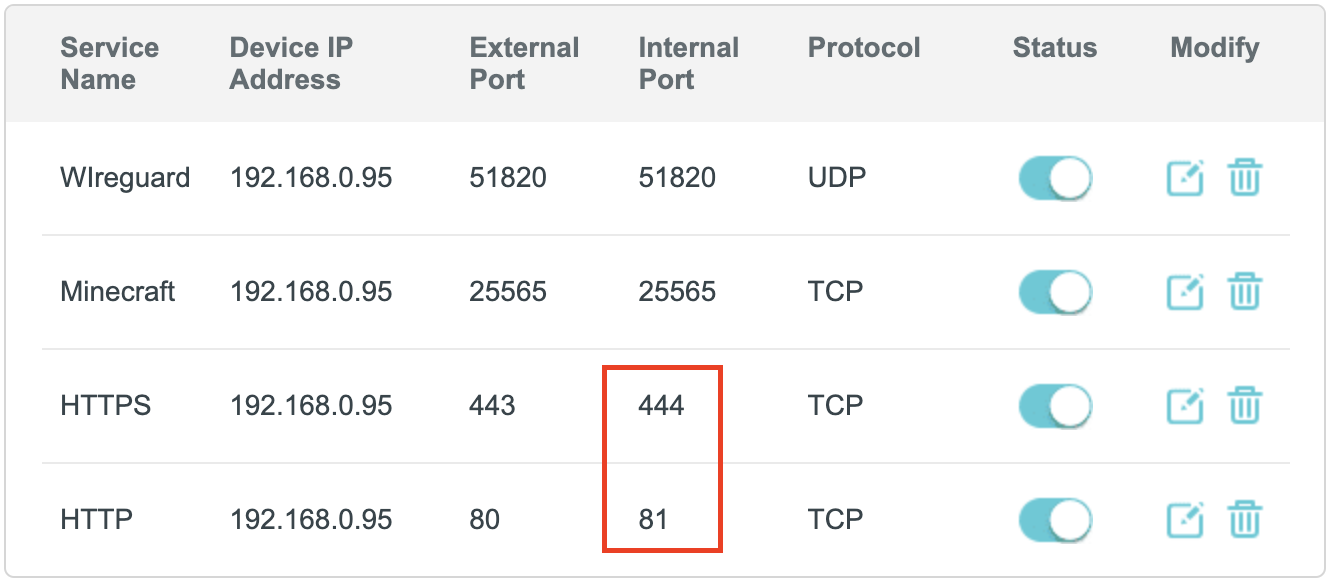 Service Name Device IP Address External Port Internal Port Protocol Status Modify
WIreguard 192.168.0.95 51820 51820 UDP
Minecraft 192.168.0.95 25565 25565 TCP
HTTPS 192.168.0.95 443 444 TCP
HTTP 192.168.0.95 80 81 TCP